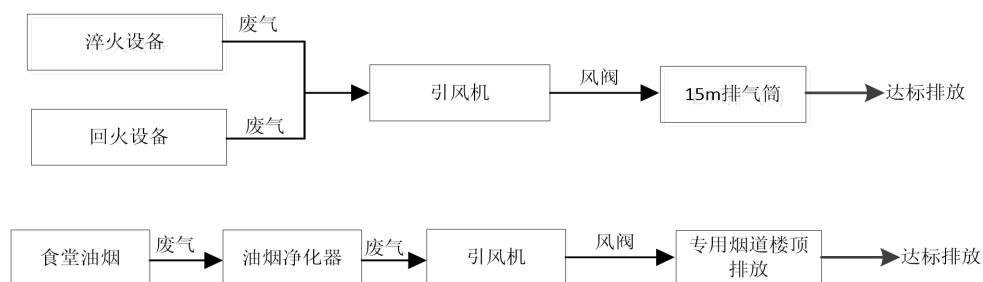 废气
淬火设备
引风机
风阀
15m排气筒
达标排放
废气
回火设备
食堂油烟
废气
油烟净化器
废气
引风机
风阀
专用烟道楼顶
排放
达标排放